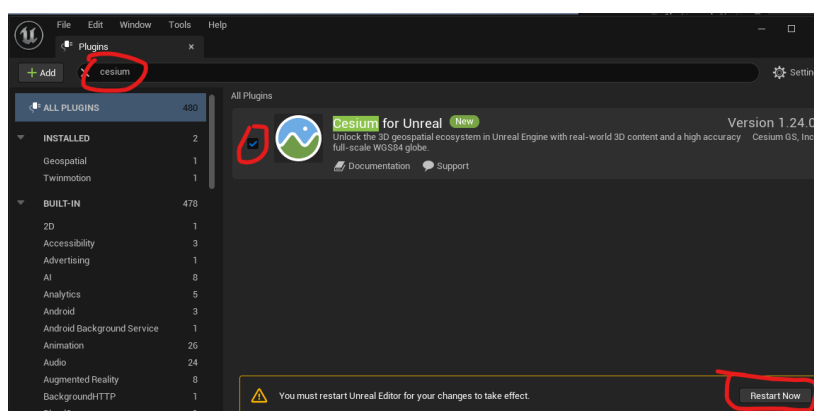 File Edit Window Tools Help
Plugins
Add
cesium
ALL PLUGINS 480
INSTALLED 2
Geospatial 1
Twinmotion 1
BUILT-IN 478
2D 1
Accessibility 3
Advertising 1
AI 8
Analytics 5
Android 3
Android Background Service 1
Animation 26
Audio 24
Augmented Reality 8
BackgroundHTTP 1
All Plugins
Cesium for Unreal New Version 1.24.0
Unlock the 3D geospatial ecosystem in Unreal Engine with real-world 3D content and a high accuracy Cesium GS, Inc
full-scale WGS84 globe.
Documentation Support
You must restart Unreal Editor for your changes to take effect.
Restart Now